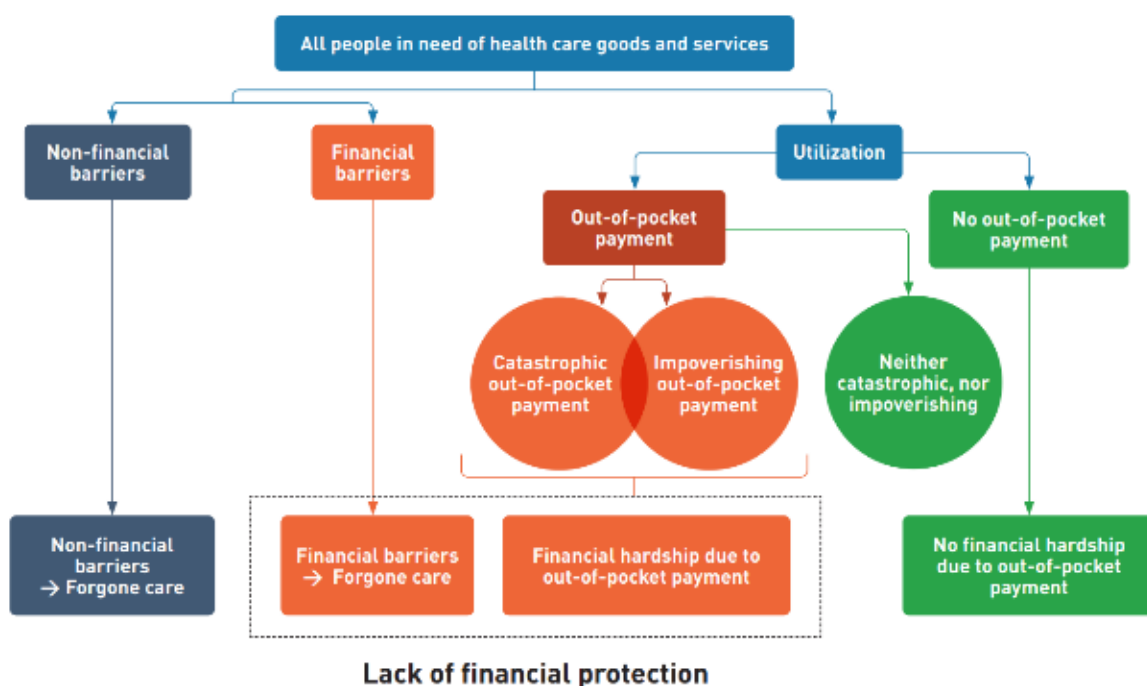 All people in need of health care goods and services
Non-financial
barriers
Financial
barriers
Utilization
Out-of-pocket
payment
No out-of-pocket
payment
Catastrophic
out-of-pocket
payment
Impoverishing
out-of-pocket
payment
Neither
catastrophic, nor
impoverishing
Non-financial
barriers
→ Forgone care
Financial barriers
→ Forgone care
Financial hardship due to
out-of-pocket payment
No financial hardship
due to out-of-pocket
payment
Lack of financial protection